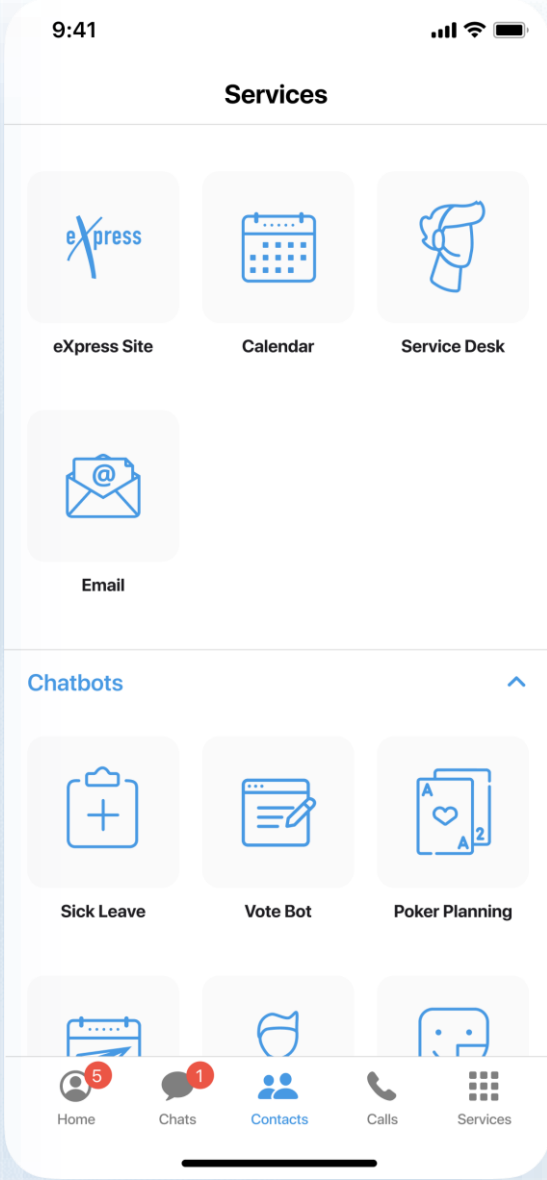 9:41
Services
eXpress
eXpress Site
Calendar
Service Desk
@
Email
Chatbots
A
A 2
Sick Leave
Vote Bot
Poker Planning
5
1
Home
Chats
Contacts
Calls
Services